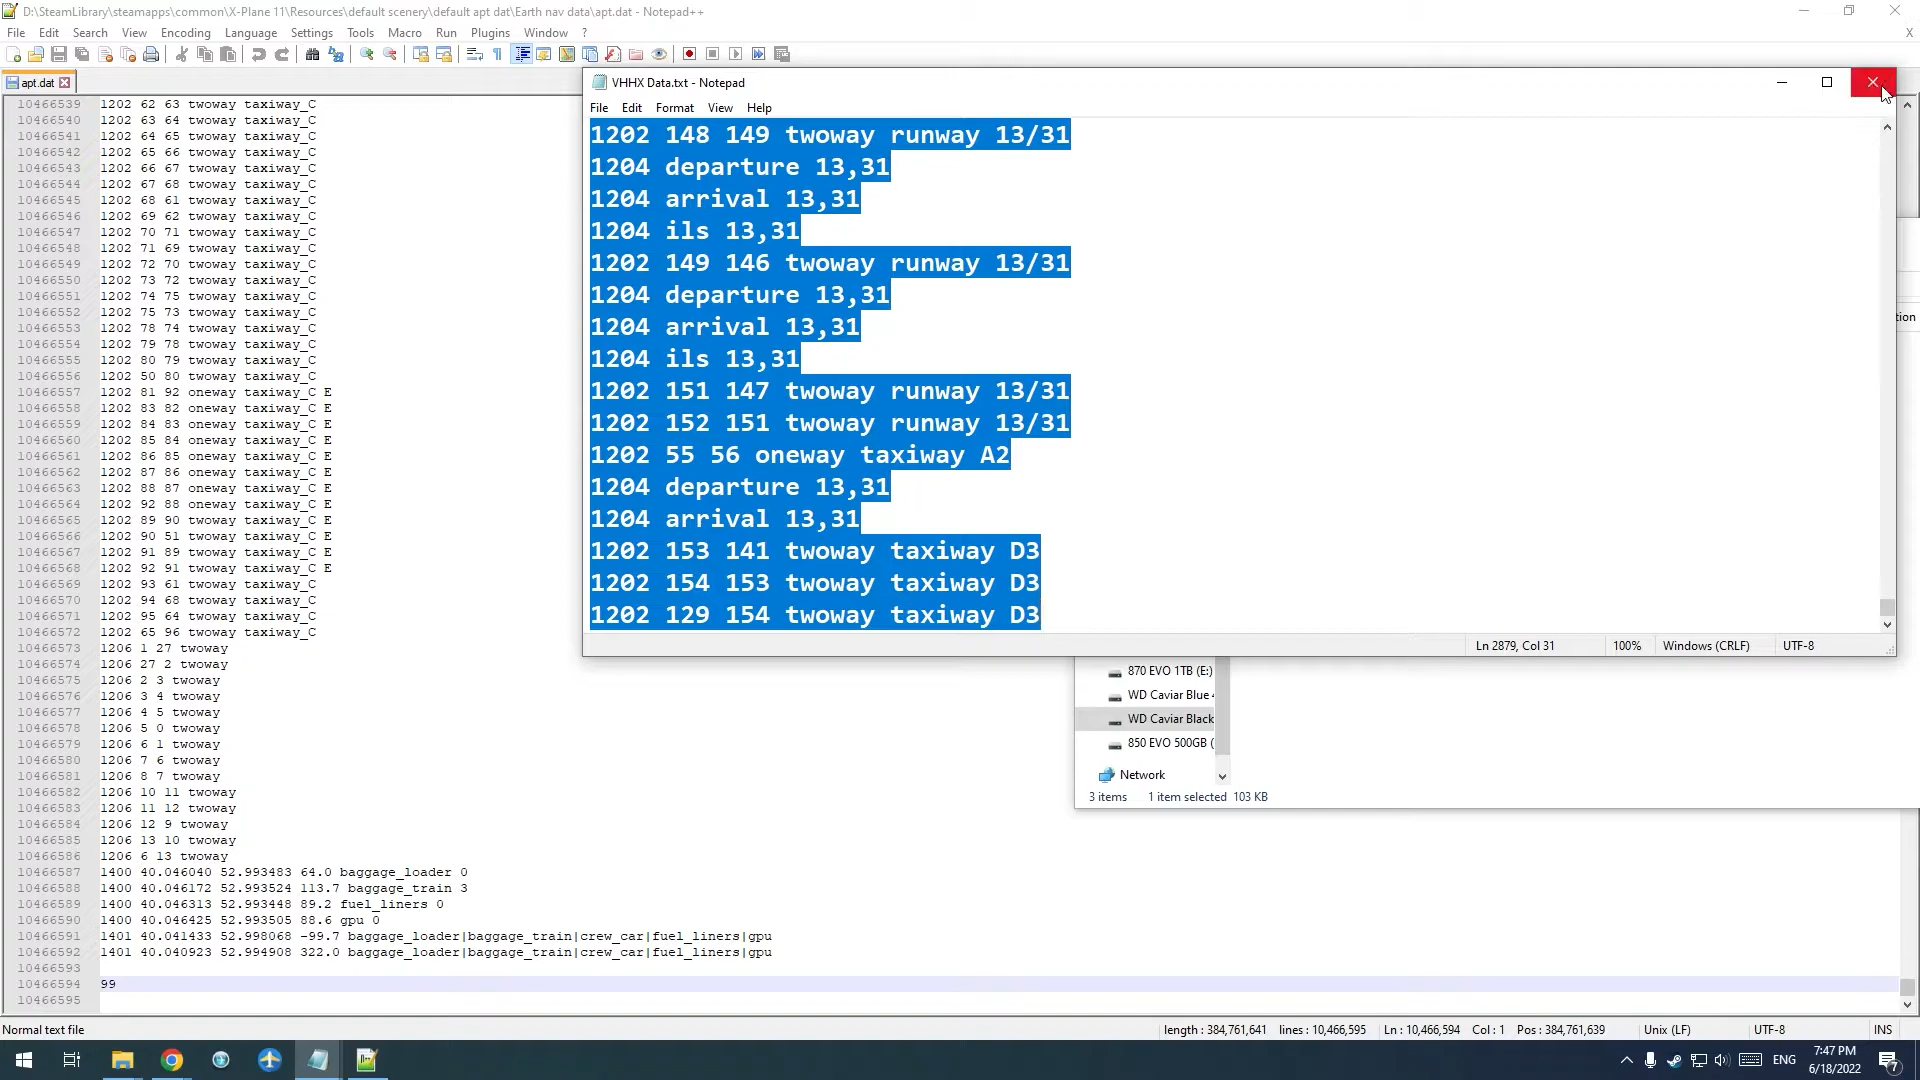 D:\SteamLibrary\steamapps\common\X-Plane 11\Resources\default scenery\default apt dat\Earth nav data\apt.dat - Notepad++
File Edit Search View Encoding Language Settings Tools Macro Run Plugins Window ?
X
apt.dat
10466539 1202 62 63 twoway taxiway_C
10466540 1202 63 64 twoway taxiway_C
10466541 1202 64 65 twoway taxiway_C
10466542 1202 65 66 twoway taxiway_C
10466543 1202 66 67 twoway taxiway_C
10466544 1202 67 68 twoway taxiway_C
10466545 1202 68 61 twoway taxiway_C
10466546 1202 69 62 twoway taxiway_C
10466547 1202 70 71 twoway taxiway_C
10466548 1202 71 69 twoway taxiway_C
10466549 1202 72 70 twoway taxiway_C
10466550 1202 73 72 twoway taxiway_C
10466551 1202 74 75 twoway taxiway_C
10466552 1202 75 73 twoway taxiway_C
10466553 1202 78 74 twoway taxiway_C
10466554 1202 79 78 twoway taxiway_C
10466555 1202 80 79 twoway taxiway_C
10466556 1202 50 80 twoway taxiway_C
10466557 1202 81 92 oneway taxiway_C E
10466558 1202 83 82 oneway taxiway_C E
10466559 1202 84 83 oneway taxiway_C E
10466560 1202 85 84 oneway taxiway_C E
10466561 1202 86 85 oneway taxiway_C E
10466562 1202 87 86 oneway taxiway_C E
10466563 1202 88 87 oneway taxiway_C E
10466564 1202 92 88 oneway taxiway_C E
10466565 1202 89 90 twoway taxiway_C E
10466566 1202 90 51 twoway taxiway_C E
10466567 1202 91 89 twoway taxiway_C E
10466568 1202 92 91 twoway taxiway_C E
10466569 1202 93 61 twoway taxiway_C
10466570 1202 94 68 twoway taxiway_C
10466571 1202 95 64 twoway taxiway_C
10466572 1202 65 96 twoway taxiway_C
10466573 1206 1 27 twoway
10466574 1206 27 2 twoway
10466575 1206 2 3 twoway
10466576 1206 3 4 twoway
10466577 1206 4 5 twoway
10466578 1206 5 0 twoway
10466579 1206 6 1 twoway
10466580 1206 7 6 twoway
10466581 1206 8 7 twoway
10466582 1206 10 11 twoway
10466583 1206 11 12 twoway
10466584 1206 12 9 twoway
10466585 1206 13 10 twoway
10466586 1206 6 13 twoway
10466587 1400 40.046040 52.993483 64.0 baggage_loader 0
10466588 1400 40.046172 52.993524 113.7 baggage_train 3
10466589 1400 40.046313 52.993448 89.2 fuel_liners 0
10466590 1400 40.046425 52.993505 88.6 gpu 0
10466591 1401 40.041433 52.998068 -99.7 baggage_loader|baggage_train|crew_car|fuel_liners|gpu
10466592 1401 40.040923 52.994908 322.0 baggage_loader|baggage_train|crew_car|fuel_liners|gpu
10466593
10466594 99
10466595
VHHX Data.txt - Notepad
File Edit Format View Help
1202 148 149 twoway runway 13/31
1204 departure 13,31
1204 arrival 13,31
1204 ils 13,31
1202 149 146 twoway runway 13/31
1204 departure 13,31
1204 arrival 13,31
1204 ils 13,31
1202 151 147 twoway runway 13/31
1202 152 151 twoway runway 13/31
1202 55 56 oneway taxiway A2
1204 departure 13,31
1204 arrival 13,31
1202 153 141 twoway taxiway D3
1202 154 153 twoway taxiway D3
1202 129 154 twoway taxiway D3
Ln 2879, Col 31 100% Windows (CRLF) UTF-8
tion
870 EVO 1TB (E:)
WD Caviar Blue
WD Caviar Black
850 EVO 500GB (
Network
3 items 1 item selected 103 KB
Normal text file length : 384,761,641 lines : 10,466,595 Ln : 10,466,594 Col : 1 Pos : 384,761,639 Unix (LF) UTF-8 INS
ENG
7:47 PM
6/18/2022
7